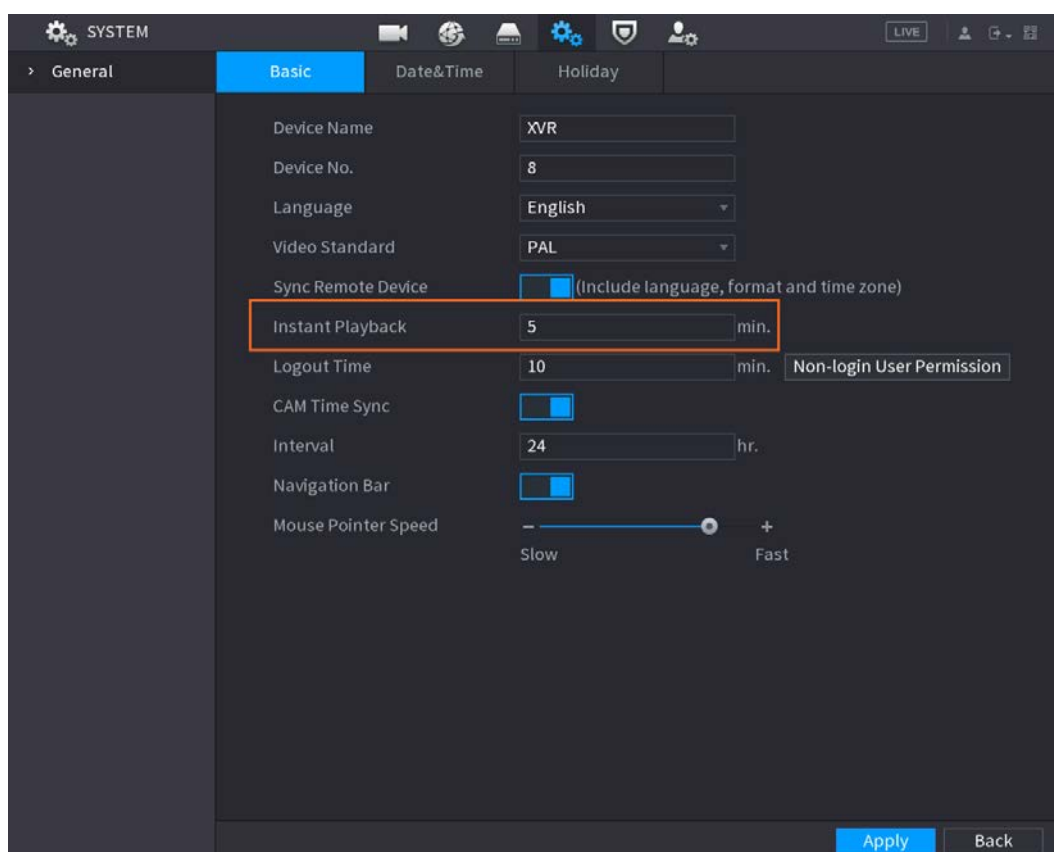 SYSTEM LIVE
> General Basic Date&Time Holiday
Device Name XVR
Device No. 8
Language English
Video Standard PAL
Sync Remote Device (Include language, format and time zone)
Instant Playback 5 min.
Logout Time 10 min. Non-login User Permission
CAM Time Sync
Interval 24 hr.
Navigation Bar
Mouse Pointer Speed − +
Slow Fast
Apply Back